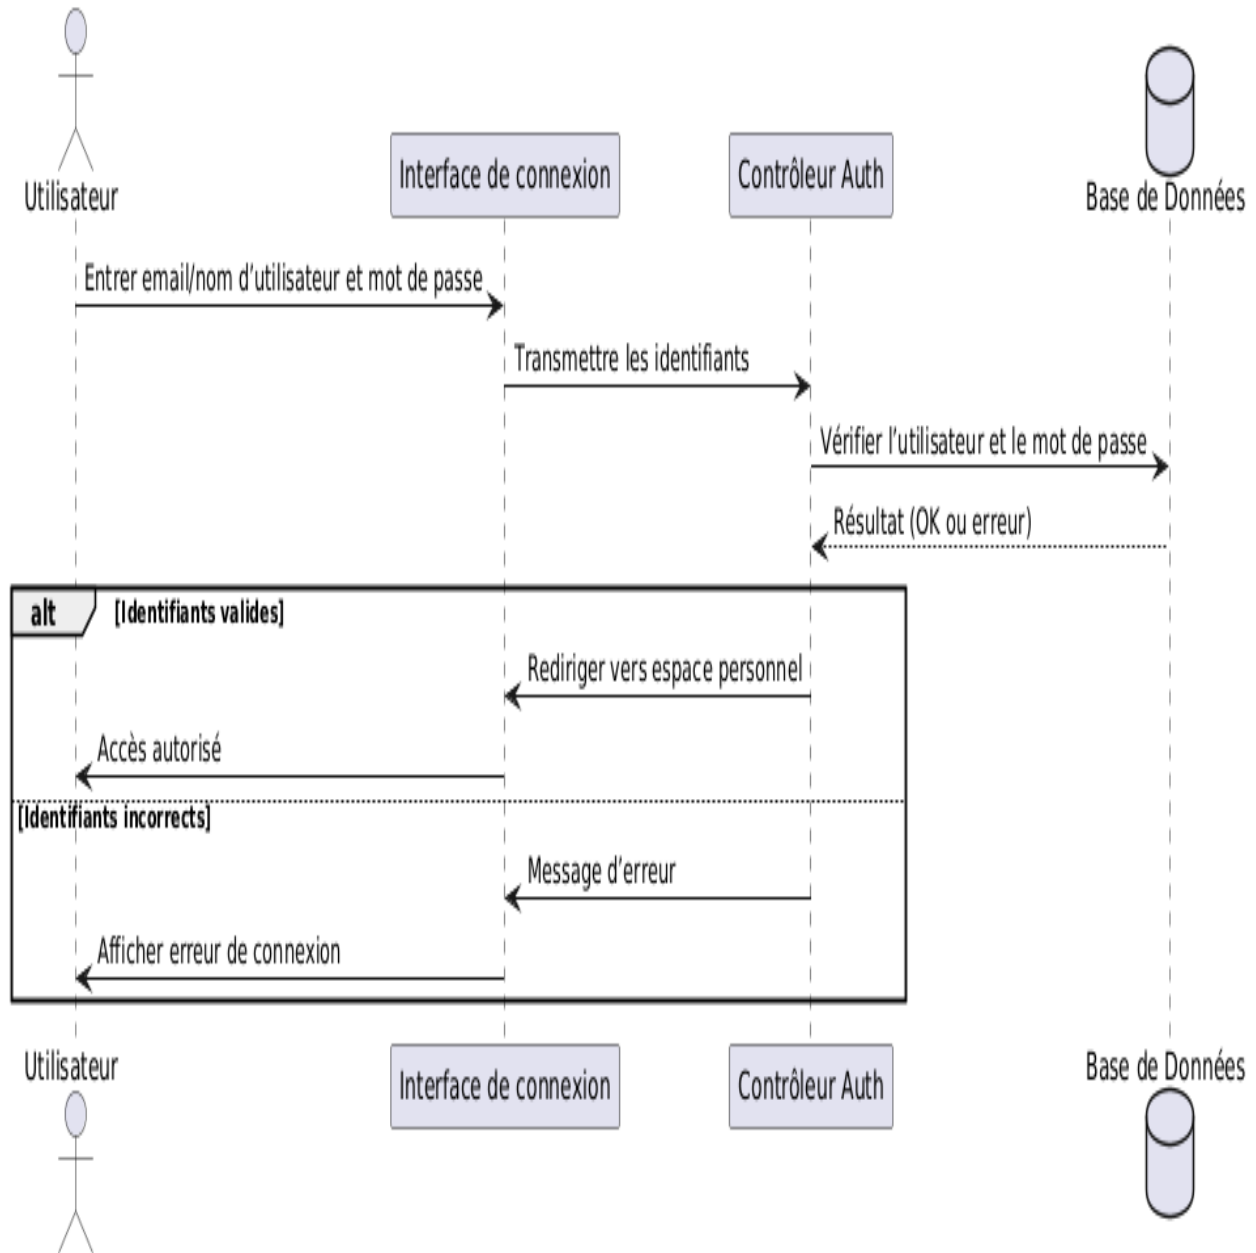 Utilisateur
Interface de connexion
Contrôleur Auth
Base de Données
Entrer email/nom d’utilisateur et mot de passe
Transmettre les identifiants
Vérifier l’utilisateur et le mot de passe
Résultat (OK ou erreur)
alt
[Identifiants valides]
Rediriger vers espace personnel
Accès autorisé
[Identifiants incorrects]
Message d’erreur
Afficher erreur de connexion
Utilisateur
Interface de connexion
Contrôleur Auth
Base de Données